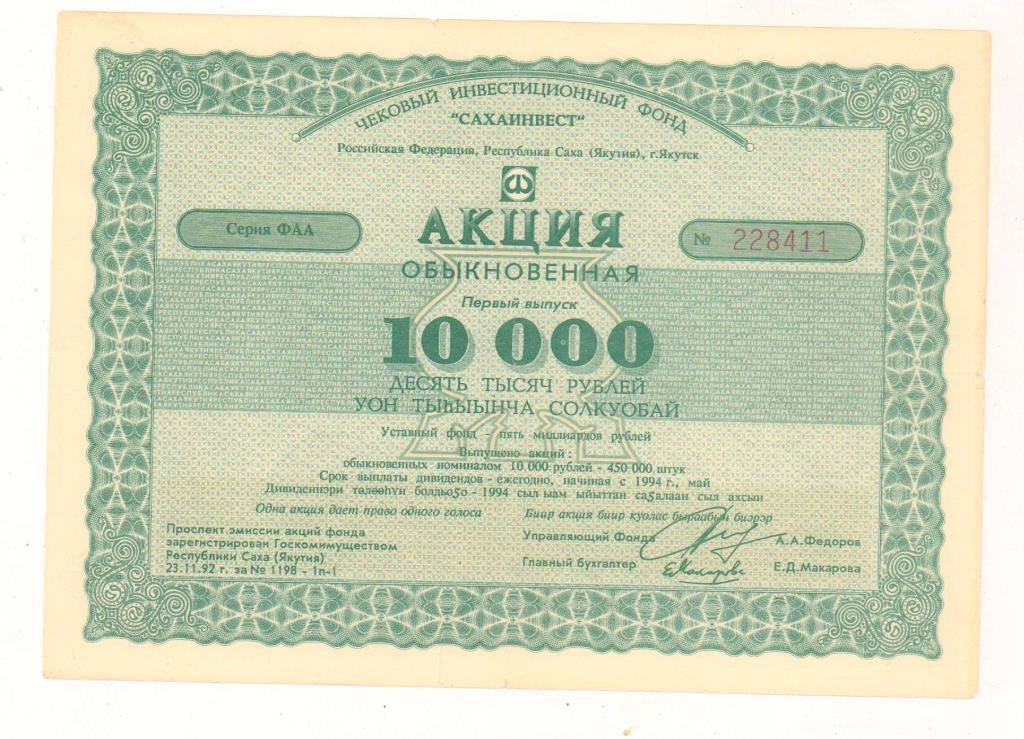 ЧЕКОВЫЙ ИНВЕСТИЦИОННЫЙ ФОНД
"САХАИНВЕСТ"
Российская Федерация, Республика Саха (Якутия), г.Якутск
Серия ФАА
АКЦИЯ
№ 228411
ОБЫКНОВЕННАЯ
Первый выпуск
10 000
ДЕСЯТЬ ТЫСЯЧ РУБЛЕЙ
УОН ТЫҺЫЫНЧА СОЛКУОБАЙ
Уставный фонд - пять миллиардов рублей
Выпущено акций:
обыкновенных номиналом 10 000 рублей - 450 000 штук
Срок выплаты дивидендов - ежегодно, начиная с 1994 г., май
Дивиденнэри төлөөһүн болдьоҕо - 1994 сыл ыам ыйыттан саҕалаан сыл ахсын
Одна акция дает право одного голоса
Биир акция биир куолас быраабын биэрэр
Проспект эмиссии акций фонда
зарегистрирован Госкомимуществом
Республики Саха (Якутия)
23.11.92 г. за № 1198 - 1п-1
Управляющий Фонда А.А.Федоров
Главный бухгалтер Е.Д.Макарова